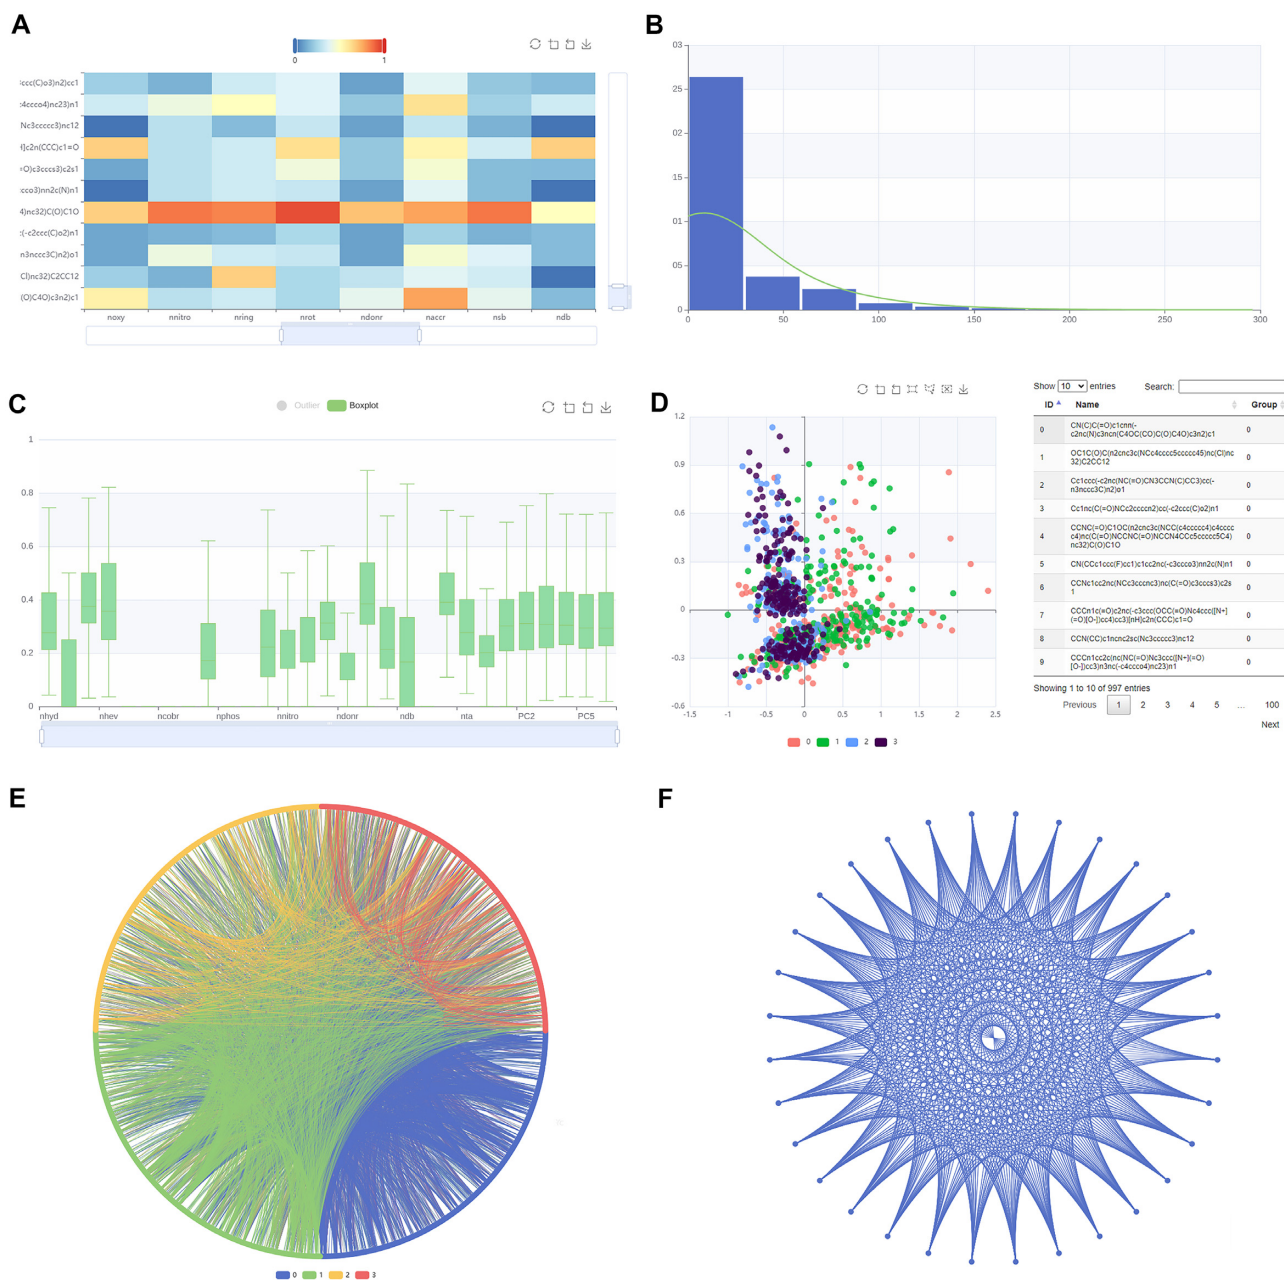 A
0
1
:ccc(C)o3)n2)cc1
:4ccco4)nc23)n1
Nc3ccccc3)nc12
‌]c2n(CCC)c1=O
=O)c3cccs3)c2s1
:cco3)nn2c(N)n1
4)nc32)C(O)C1O
:(-c2ccc(C)o2)n1
n3nccc3C)n2)o1
Cl)nc32)C2CC12
(O)C4O)c3n2)c1
noxy nnitro nring nrot ndonr naccr nsb ndb
B
03
25
02
15
01
05
0
0 50 100 150 200 250 300
C
Outlier Boxplot
1
0.8
0.6
0.4
0.2
0
nhyd nhev ncobr nphos nnitro ndonr ndb nta PC2 PC5
D
1.2
0.9
0.6
0.3
0
-0.3
-0.6
-1.5 -1 -0.5 0 0.5 1 1.5 2 2.5
0 1 2 3
Show 10 entries Search:
ID Name Group
0 CN(C)C(=O)c1cnn(-
c2nc(N)c3ncn(C4OC(CO)C(O)C4O)c3n2)c1 0
1 OC1C(O)C(n2cnc3c(NCc4cccc5ccccc45)nc(Cl)nc
32)C2CC12 0
2 Cc1ccc(-c2nc(NC(=O)CN3CCN(C)CC3)cc(-
n3nccc3C)n2)o1 0
3 Cc1nc(C(=O)NCc2ccccn2)cc(-c2ccc(C)o2)n1 0
4 CCNC(=O)C1OC(n2cnc3c(NCC(c4ccccc4)c4cccc
c4)nc(C(=O)NCCNC(=O)NCCN4CCc5ccccc5C4)
nc32)C(O)C1O 0
5 CN(CCc1ccc(F)cc1)c1cc2nc(-c3ccco3)nn2c(N)n1 0
6 CCNc1cc2nc(NCc3cccnc3)nc(C(=O)c3cccs3)c2s
1 0
7 CCCn1c(=O)c2nc(-c3ccc(OCC(=O)Nc4ccc([N+]
(=O)[O-])cc4)cc3)[nH]c2n(CCC)c1=O 0
8 CCN(CC)c1ncnc2sc(Nc3ccccc3)nc12 0
9 CCCn1cc2c(nc(NC(=O)Nc3ccc([N+](=O)
[O-])cc3)n3nc(-c4ccco4)nc23)n1 0
Showing 1 to 10 of 997 entries
Previous 1 2 3 4 5 … 100
Next
E
0 1 2 3
F